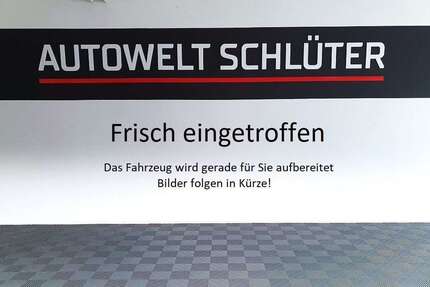 AUTOWELT SCHLÜTER
Frisch eingetroffen
Das Fahrzeug wird gerade für Sie aufbereitet
Bilder folgen in Kürze!